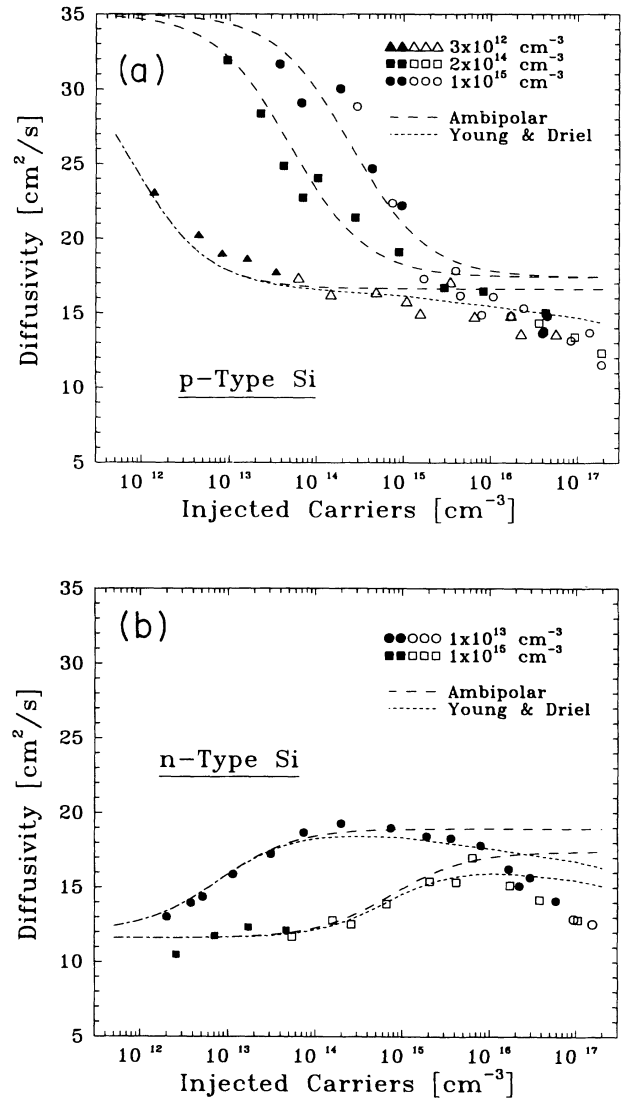 (a)
3x10¹² cm⁻³
2x10¹⁴ cm⁻³
1x10¹⁵ cm⁻³
Ambipolar
Young & Driel
p-Type Si
Diffusivity [cm²/s]
35
30
25
20
15
10
5
10¹² 10¹³ 10¹⁴ 10¹⁵ 10¹⁶ 10¹⁷
Injected Carriers [cm⁻³]
(b)
1x10¹³ cm⁻³
1x10¹⁵ cm⁻³
Ambipolar
Young & Driel
n-Type Si
Diffusivity [cm²/s]
35
30
25
20
15
10
5
10¹² 10¹³ 10¹⁴ 10¹⁵ 10¹⁶ 10¹⁷
Injected Carriers [cm⁻³]